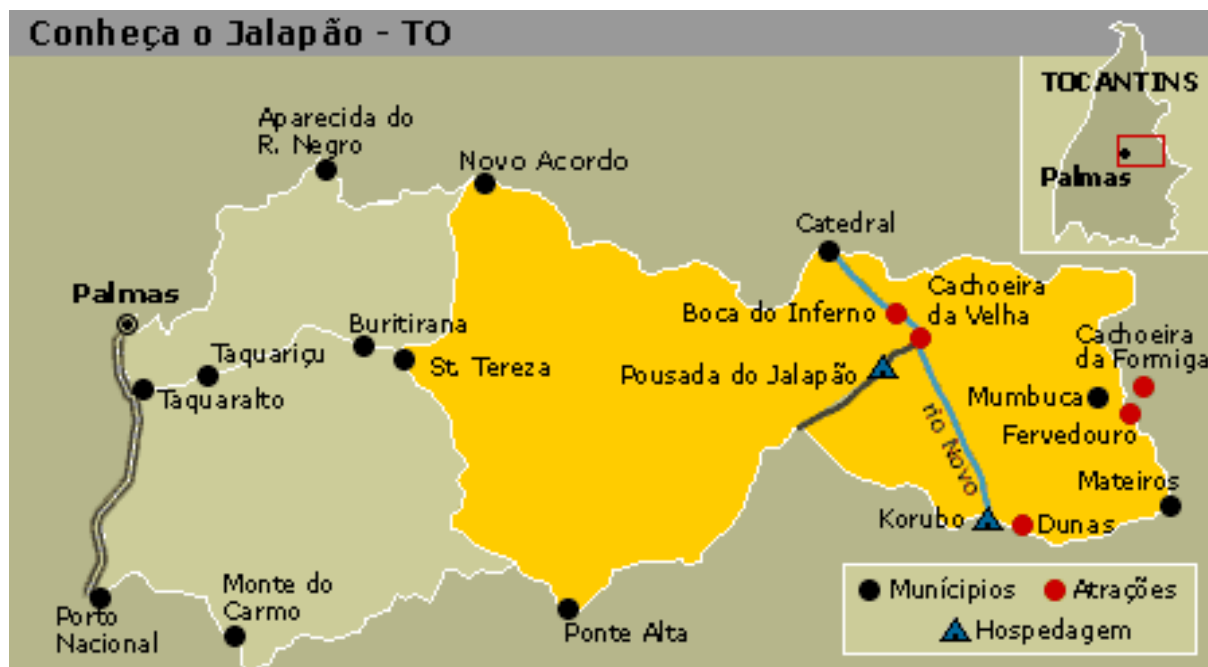 Conheça o Jalapão - TO
TOCANTINS
Palmas
Aparecida do
R. Negro
Novo Acordo
Catedral
Palmas
Buritirana
Boca do Inferno
Cachoeira
da Velha
Cachoeira
da Formiga
Taquariçu
St. Tereza
Pousada do Jalapão
Taquaralto
Mumbuca
rio Novo
Fervedouro
Mateiros
Korubo
Dunas
Monte do
Carmo
Porto
Nacional
Ponte Alta
Munícipios
Atrações
Hospedagem